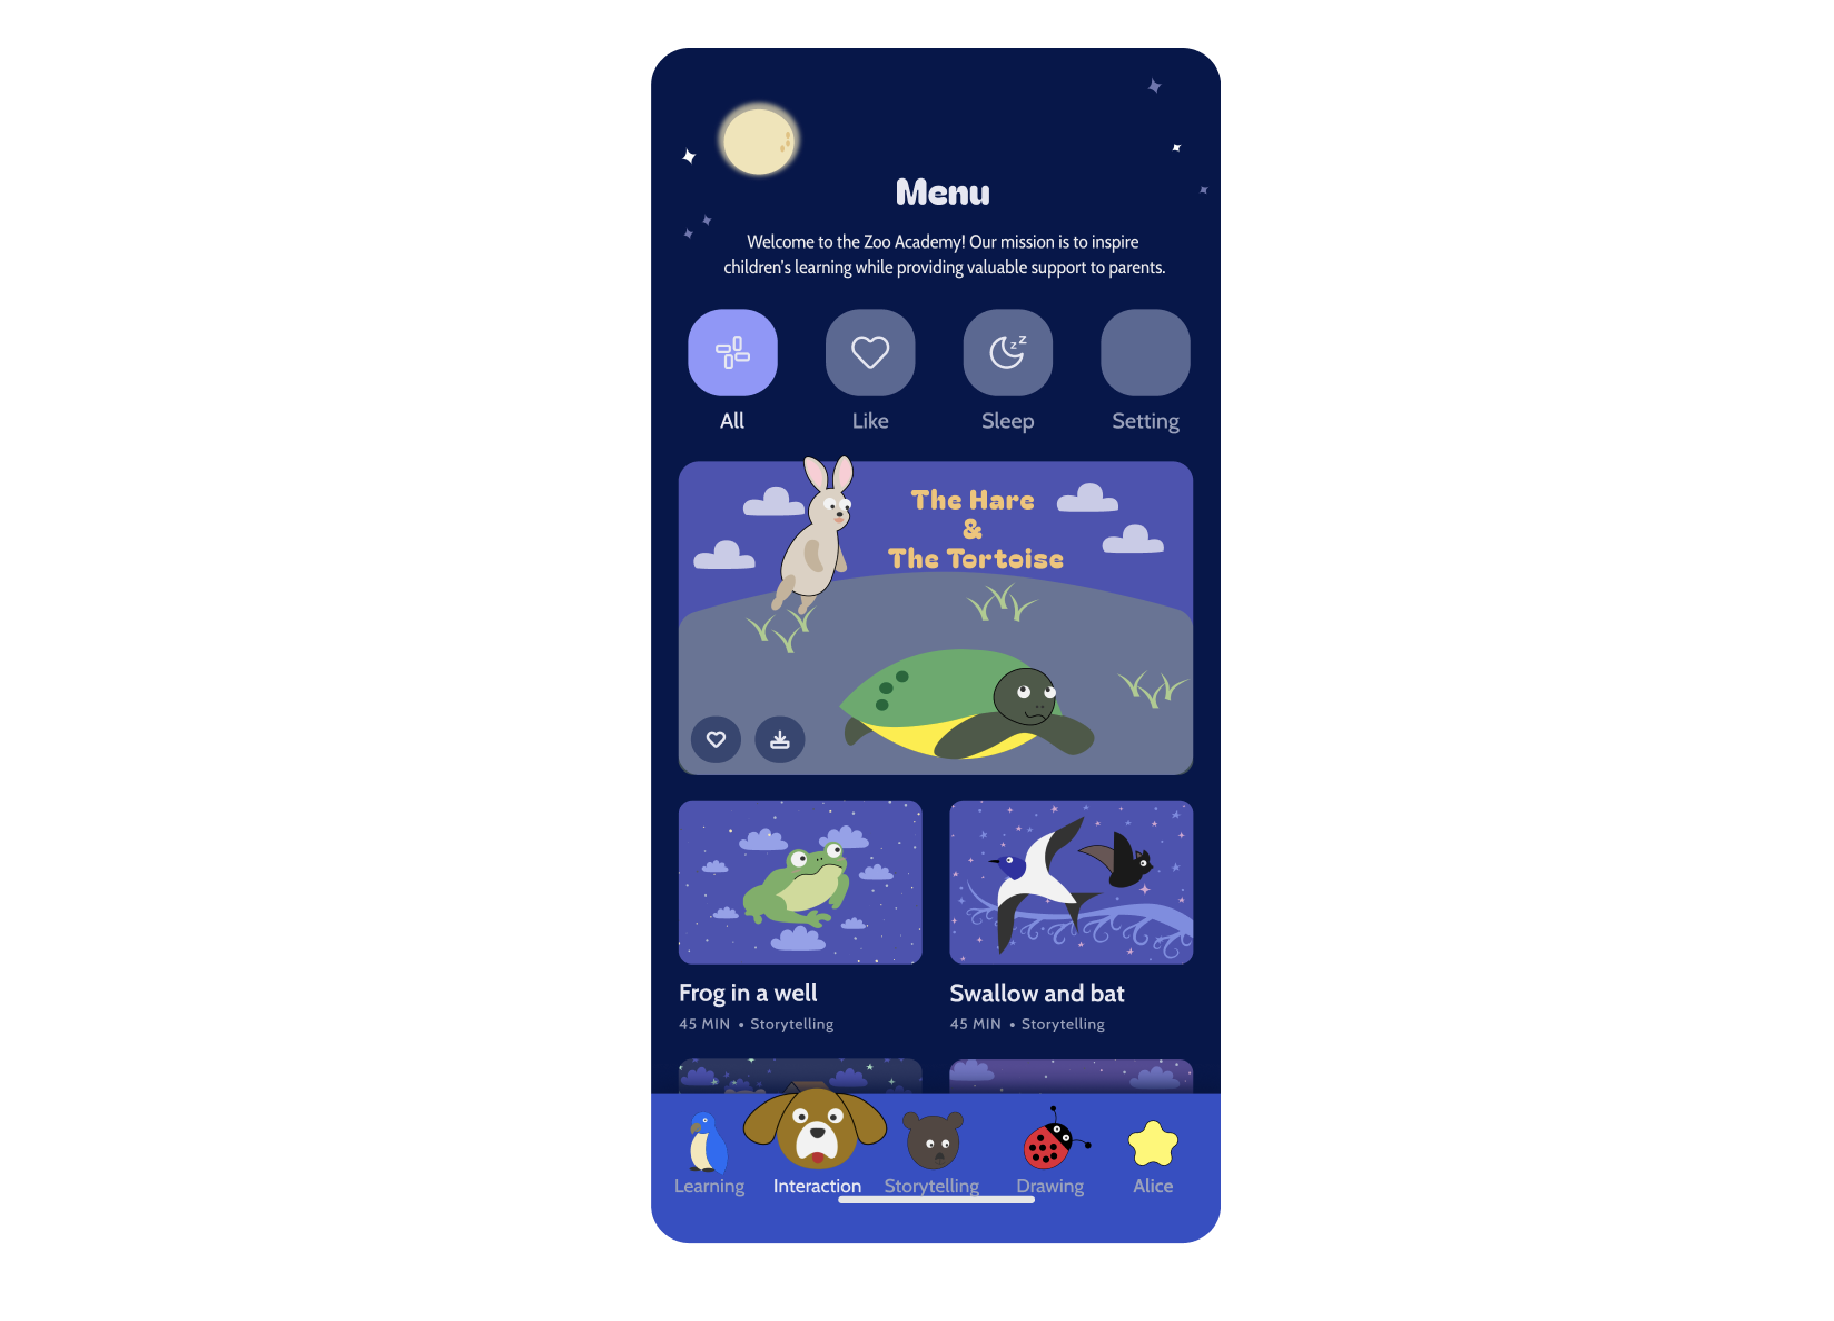 Menu
Welcome to the Zoo Academy! Our mission is to inspire
children's learning while providing valuable support to parents.
All
Like
z z
Sleep
Setting
The Hare
&
The Tortoise
Frog in a well
45 MIN • Storytelling
Swallow and bat
45 MIN • Storytelling
Learning
Interaction
Storytelling
Drawing
Alice